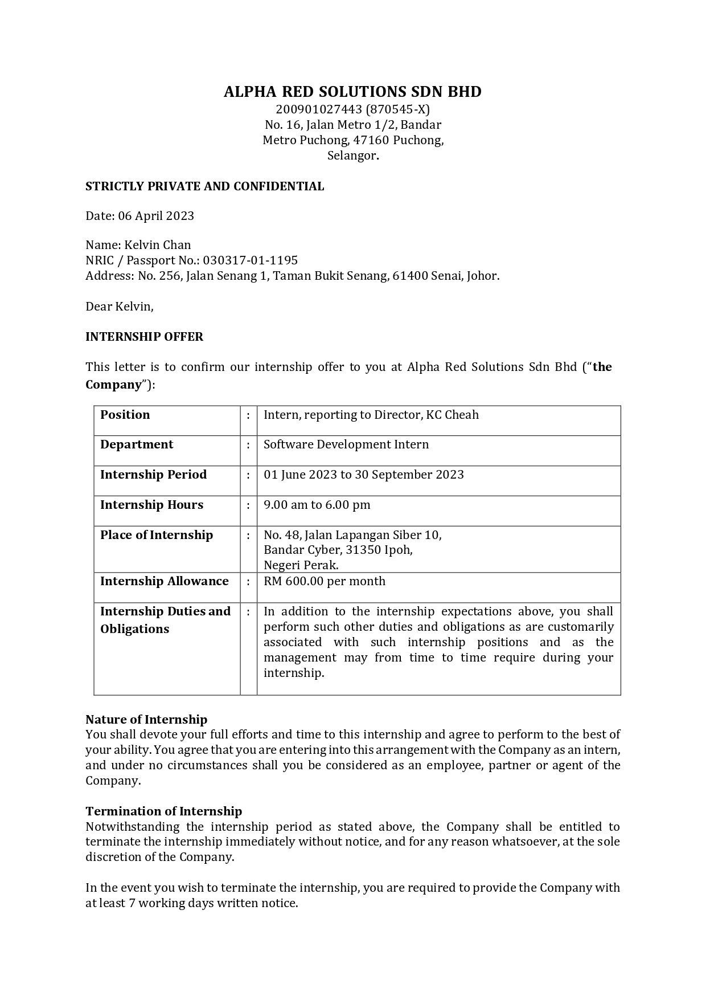 ALPHA RED SOLUTIONS SDN BHD
200901027443 (870545-X)
No. 16, Jalan Metro 1/2, Bandar
Metro Puchong, 47160 Puchong,
Selangor.
STRICTLY PRIVATE AND CONFIDENTIAL
Date: 06 April 2023
Name: Kelvin Chan
NRIC / Passport No.: 030317-01-1195
Address: No. 256, Jalan Senang 1, Taman Bukit Senang, 61400 Senai, Johor.
Dear Kelvin,
INTERNSHIP OFFER
This letter is to confirm our internship offer to you at Alpha Red Solutions Sdn Bhd (“the
Company”):
Position : Intern, reporting to Director, KC Cheah
Department : Software Development Intern
Internship Period : 01 June 2023 to 30 September 2023
Internship Hours : 9.00 am to 6.00 pm
Place of Internship : No. 48, Jalan Lapangan Siber 10,
Bandar Cyber, 31350 Ipoh,
Negeri Perak.
Internship Allowance : RM 600.00 per month
Internship Duties and : In addition to the internship expectations above, you shall
Obligations perform such other duties and obligations as are customarily
associated with such internship positions and as the
management may from time to time require during your
internship.
Nature of Internship
You shall devote your full efforts and time to this internship and agree to perform to the best of
your ability. You agree that you are entering into this arrangement with the Company as an intern,
and under no circumstances shall you be considered as an employee, partner or agent of the
Company.
Termination of Internship
Notwithstanding the internship period as stated above, the Company shall be entitled to
terminate the internship immediately without notice, and for any reason whatsoever, at the sole
discretion of the Company.
In the event you wish to terminate the internship, you are required to provide the Company with
at least 7 working days written notice.